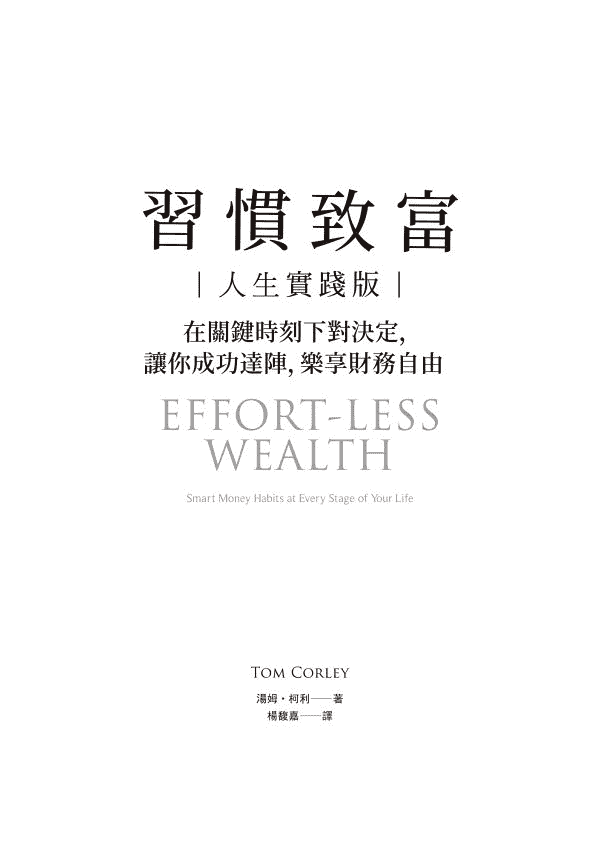 習慣致富
｜人生實踐版｜
在關鍵時刻下對決定,
讓你成功達陣, 樂享財務自由
EFFORT-LESS
WEALTH
Smart Money Habits at Every Stage of Your Life
TOM CORLEY
湯姆・柯利——著
楊馥嘉——譯